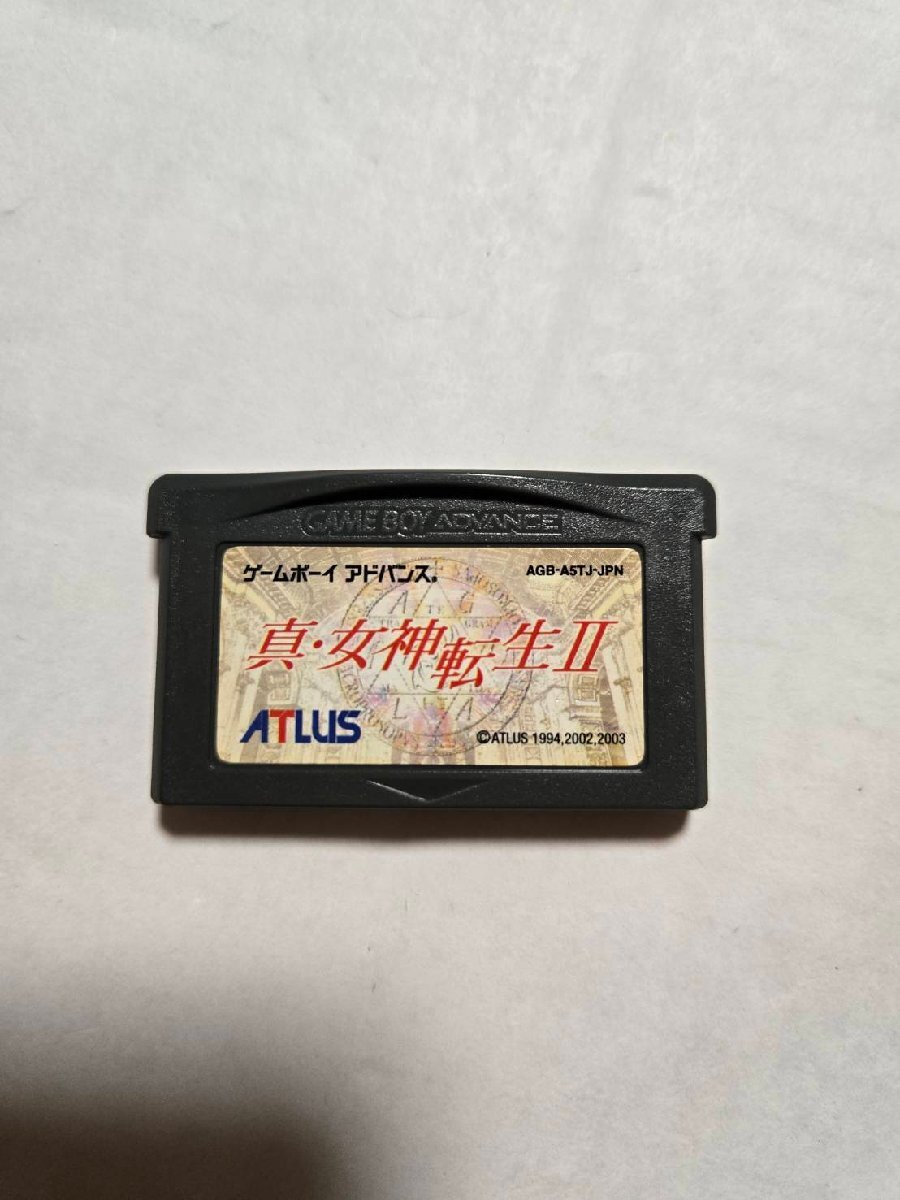 GAME BOY ADVANCE
ゲームボーイ アドバンス®
AGB-A5TJ-JPN
真・女神転生II
ATLUS
©ATLUS 1994,2002,2003